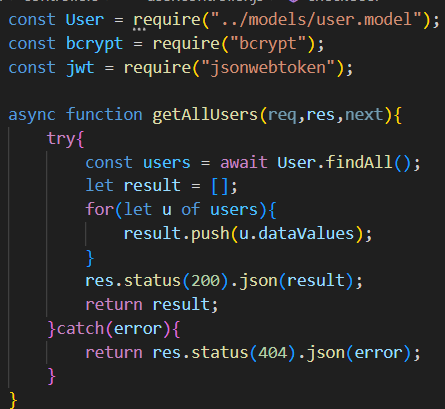 const User = require("../models/user.model");
const bcrypt = require("bcrypt");
const jwt = require("jsonwebtoken");

async function getAllUsers(req,res,next){
    try{
        const users = await User.findAll();
        let result = [];
        for(let u of users){
            result.push(u.dataValues);
        }
        res.status(200).json(result);
        return result;
    }catch(error){
        return res.status(404).json(error);
    }
}